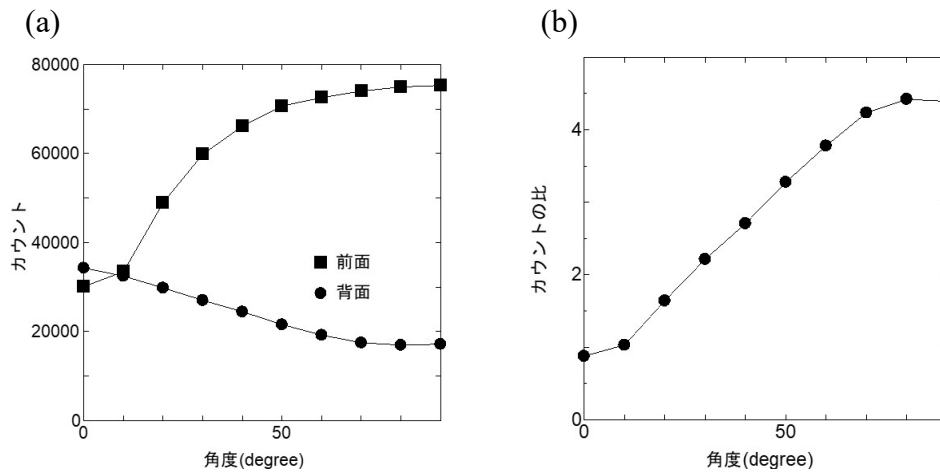 (a)
80000
60000
40000
20000
0
カウント
■ 前面
● 背面
0
50
角度(degree)
(b)
4
2
0
カウントの比
0
50
角度(degree)